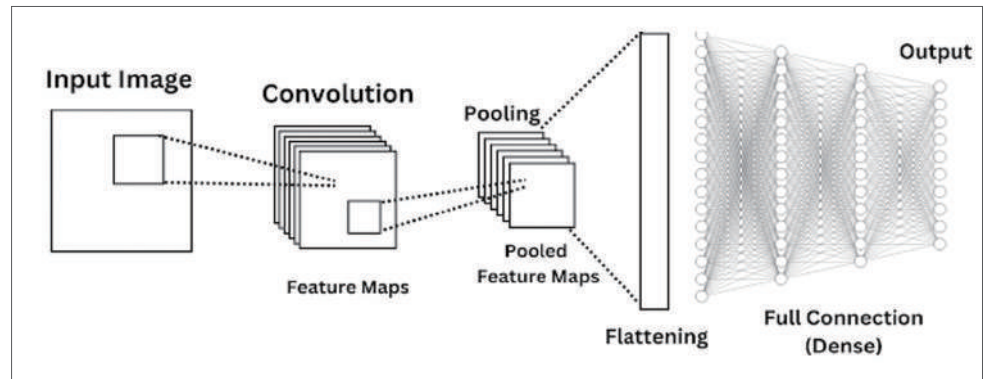 Input Image
Convolution
Feature Maps
Pooling
Pooled
Feature Maps
Flattening
Output
Full Connection
(Dense)